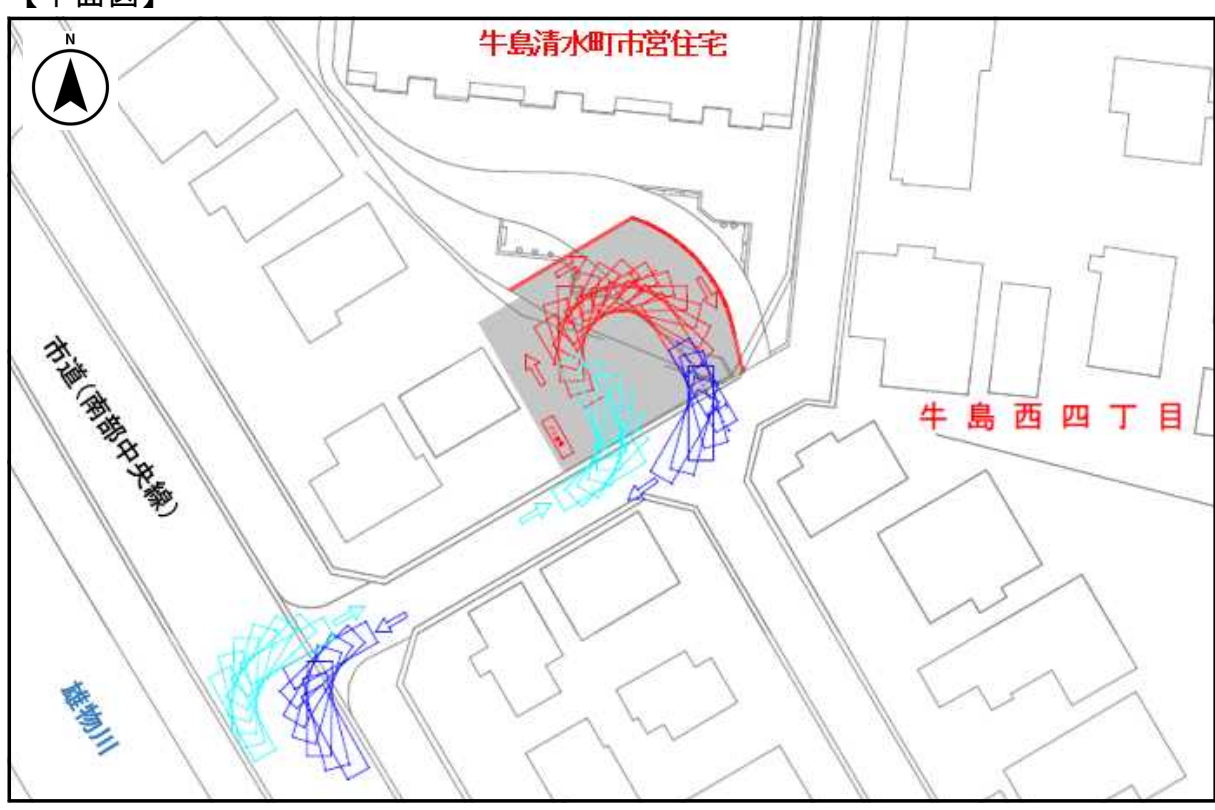 【平面図】
N
牛島清水町市営住宅
市道(南部中央線)
牛島西四丁目
雄物川